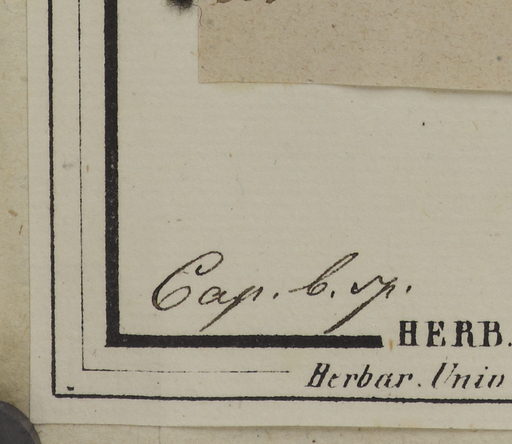 Cap. b. sp.
HERB.
Herbar. Univ